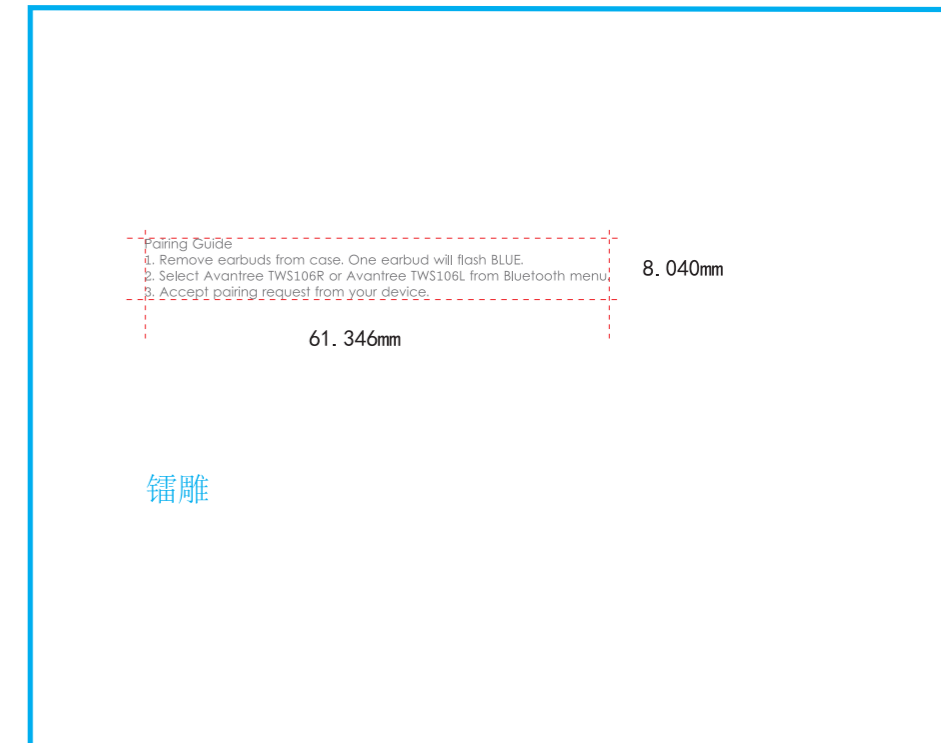 Pairing Guide
1. Remove earbuds from case. One earbud will flash BLUE.
2. Select Avantree TWS106R or Avantree TWS106L from Bluetooth menu.
3. Accept pairing request from your device.
8.040mm
61.346mm
镭雕